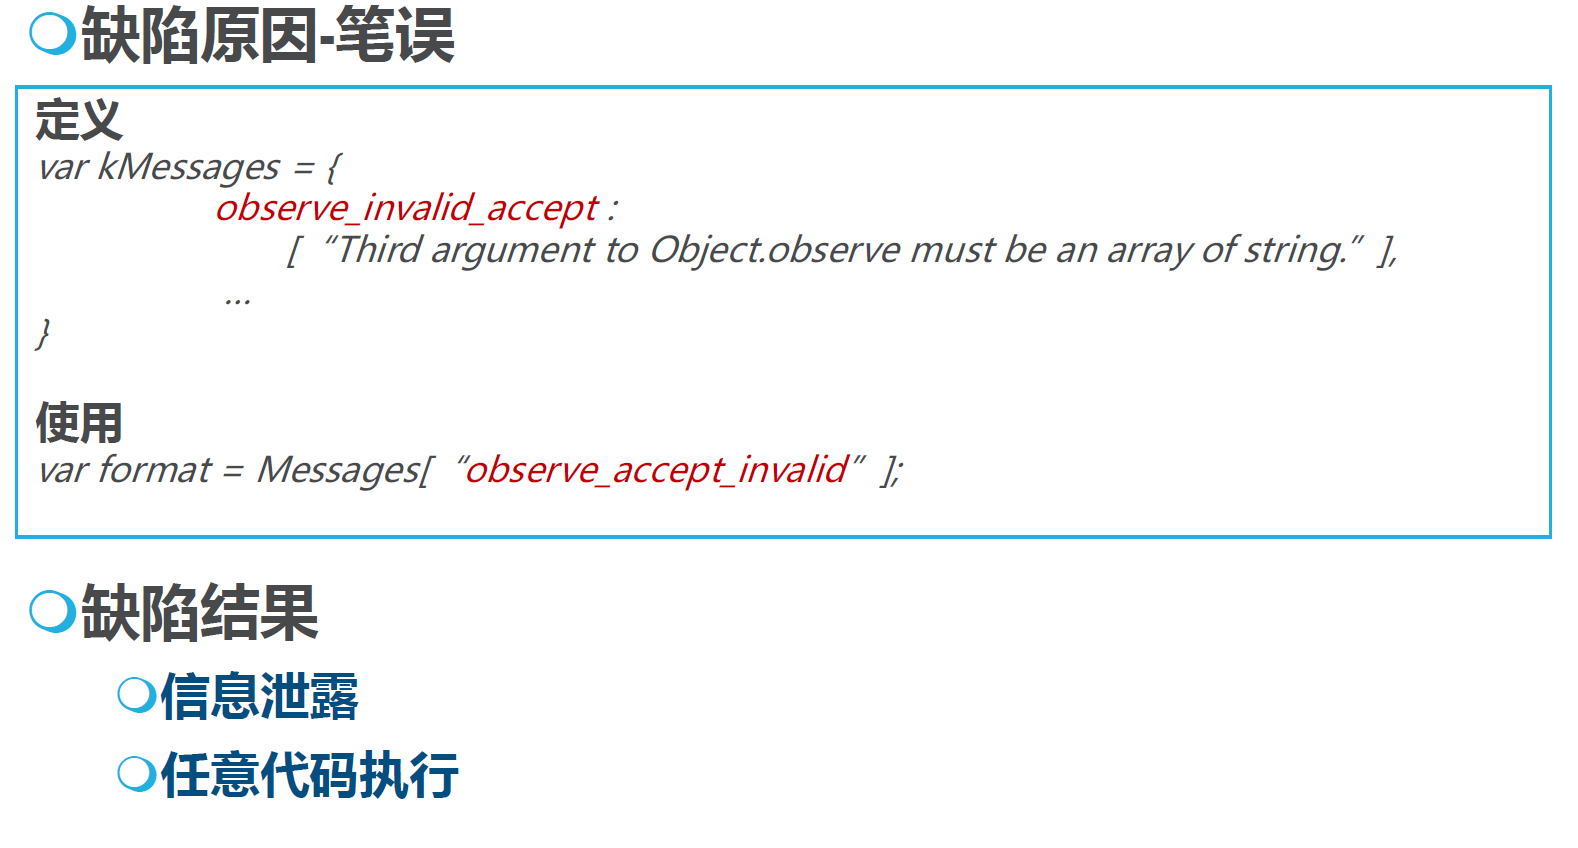 缺陷原因-笔误
定义
var kMessages = {
observe_invalid_accept :
[ “Third argument to Object.observe must be an array of string.” ],
...
}
使用
var format = Messages[ “observe_accept_invalid” ];
缺陷结果
信息泄露
任意代码执行